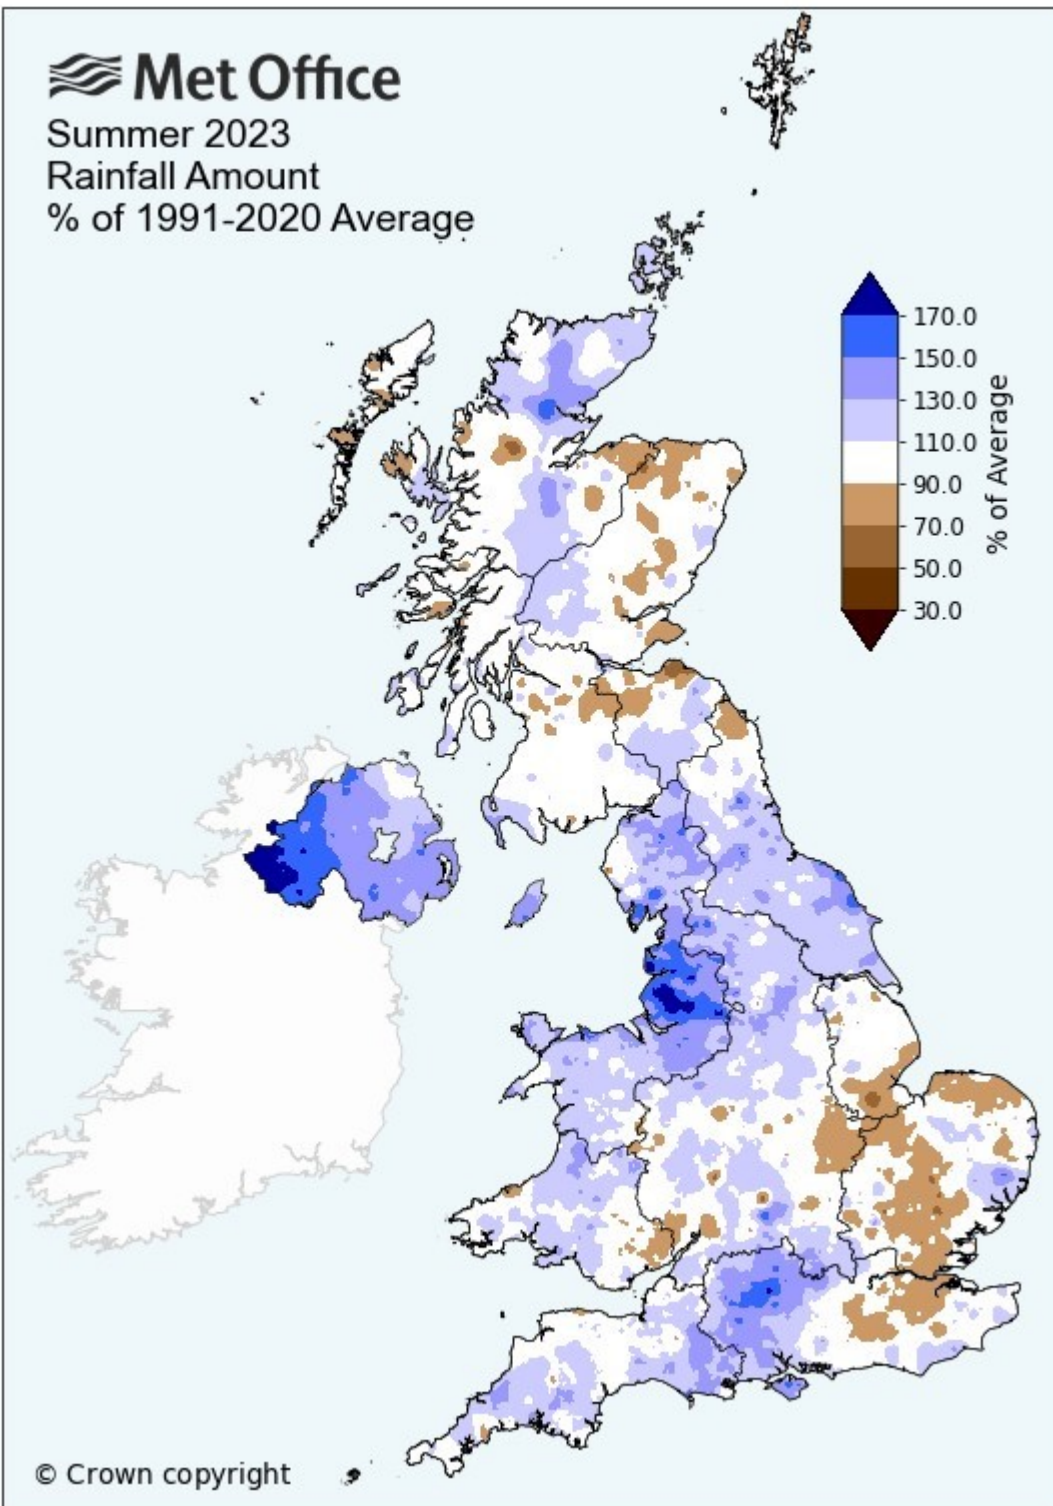 Met Office
Summer 2023
Rainfall Amount
% of 1991-2020 Average
170.0
150.0
130.0
110.0
90.0
70.0
50.0
30.0
% of Average
© Crown copyright